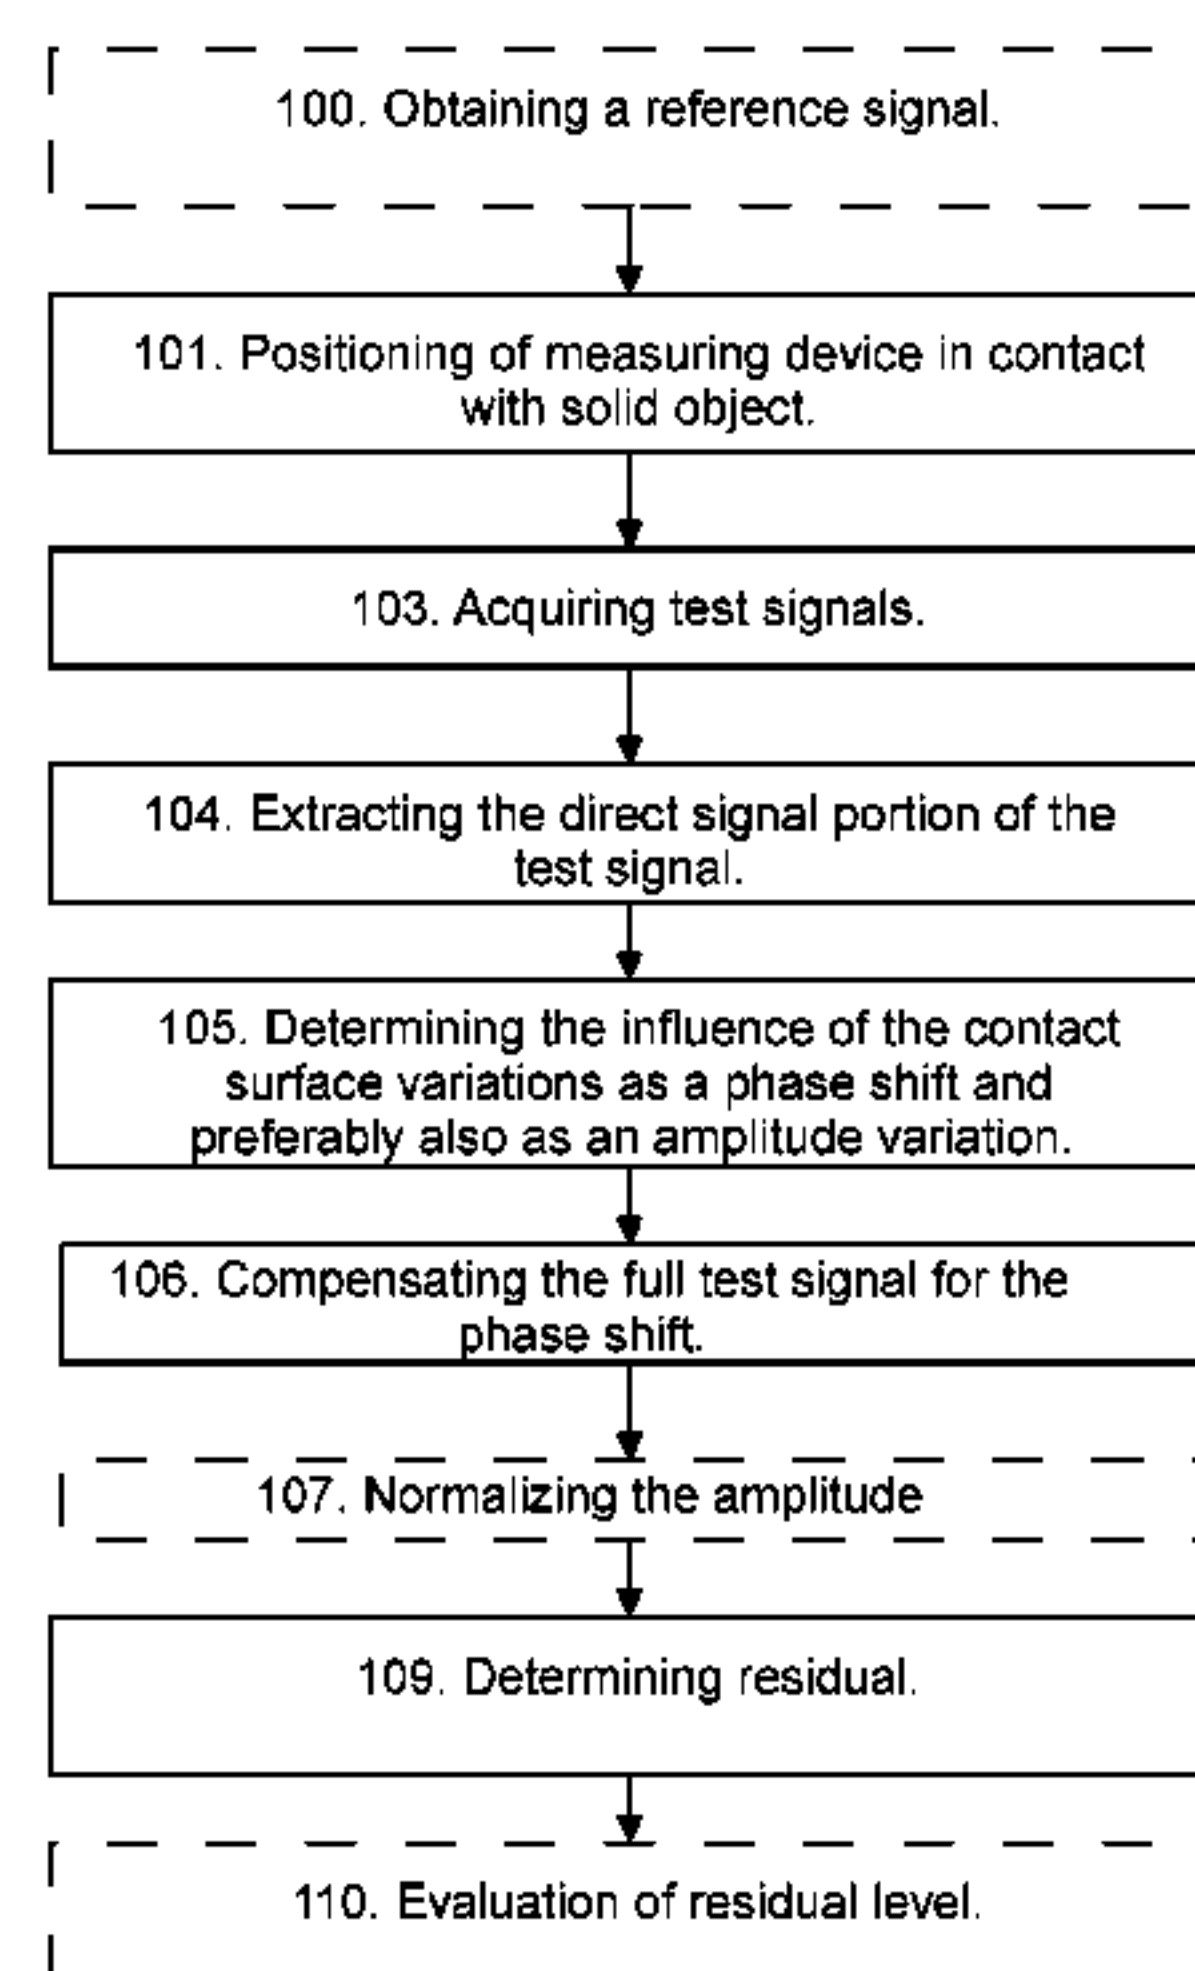 100. Obtaining a reference signal.
101. Positioning of measuring device in contact
with solid object.
103. Acquiring test signals.
104. Extracting the direct signal portion of the
test signal.
105. Determining the influence of the contact
surface variations as a phase shift and
preferably also as an amplitude variation.
106. Compensating the full test signal for the
phase shift.
107. Normalizing the amplitude
109. Determining residual.
110. Evaluation of residual level.